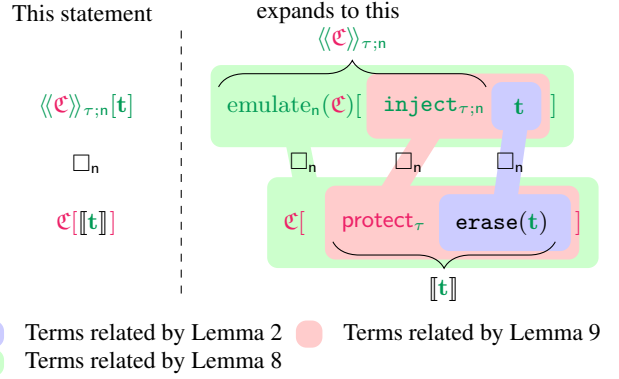 This statement expands to this
⟨⟨ℭ⟩⟩τ;n
⟨⟨ℭ⟩⟩τ;n[t] emulateₙ(ℭ)[ injectτ;n t ]
□ₙ □ₙ □ₙ □ₙ
ℭ[⟦t⟧] ℭ[ protectτ erase(t) ]
⟦t⟧
Terms related by Lemma 2 Terms related by Lemma 9
Terms related by Lemma 8